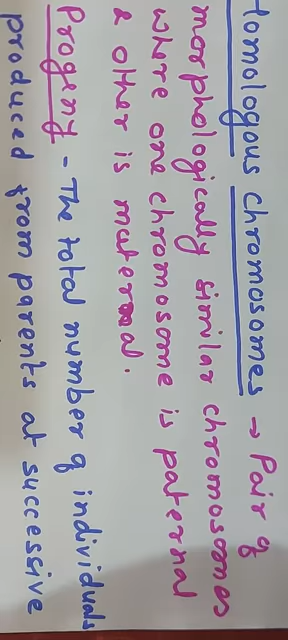 Homologous chromosomes → Pair of
morphologically similar chromosomes
where one chromosome is paternal
& other is maternal.
Progeny - The total number of individuals
produced from parents at successive